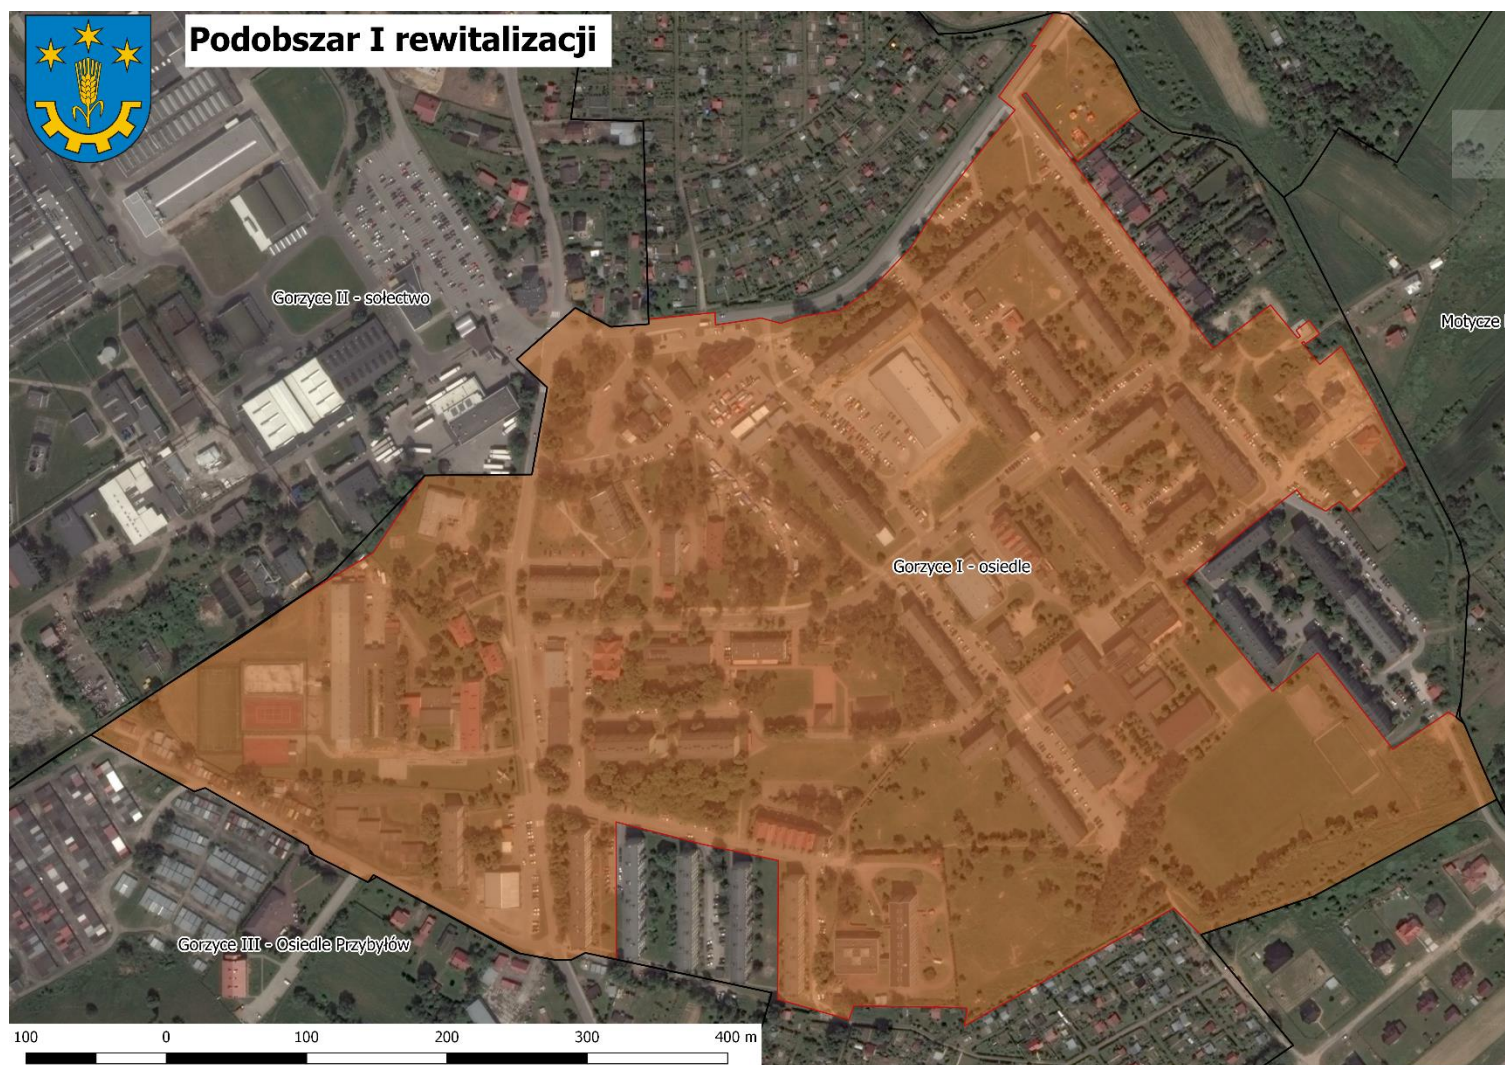 Podobszar I rewitalizacji
Gorzyce II - sołectwo
Motycze
Gorzyce I - osiedle
Gorzyce III - Osiedle Przybyłów
100 0 100 200 300 400 m